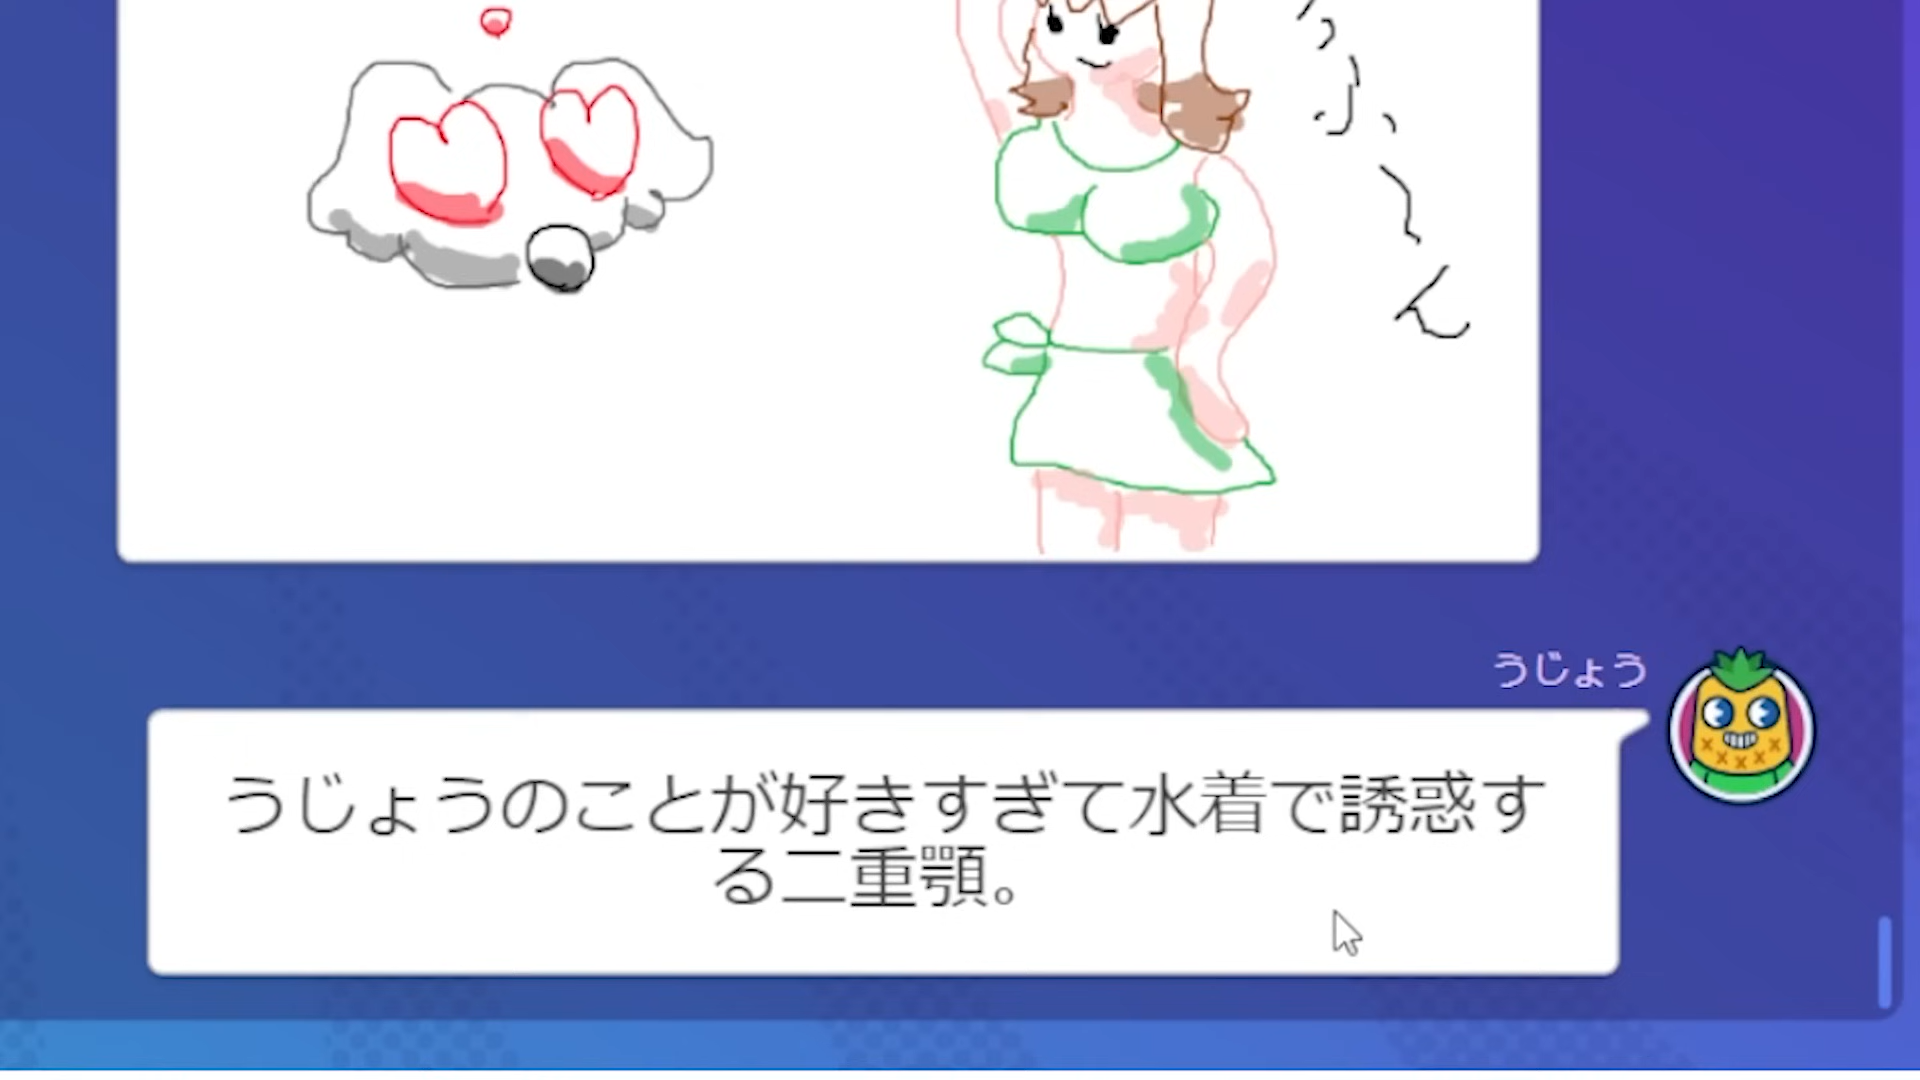 うふ〜ん
うじょう
うじょうのことが好きすぎて水着で誘惑す
る二重顎。